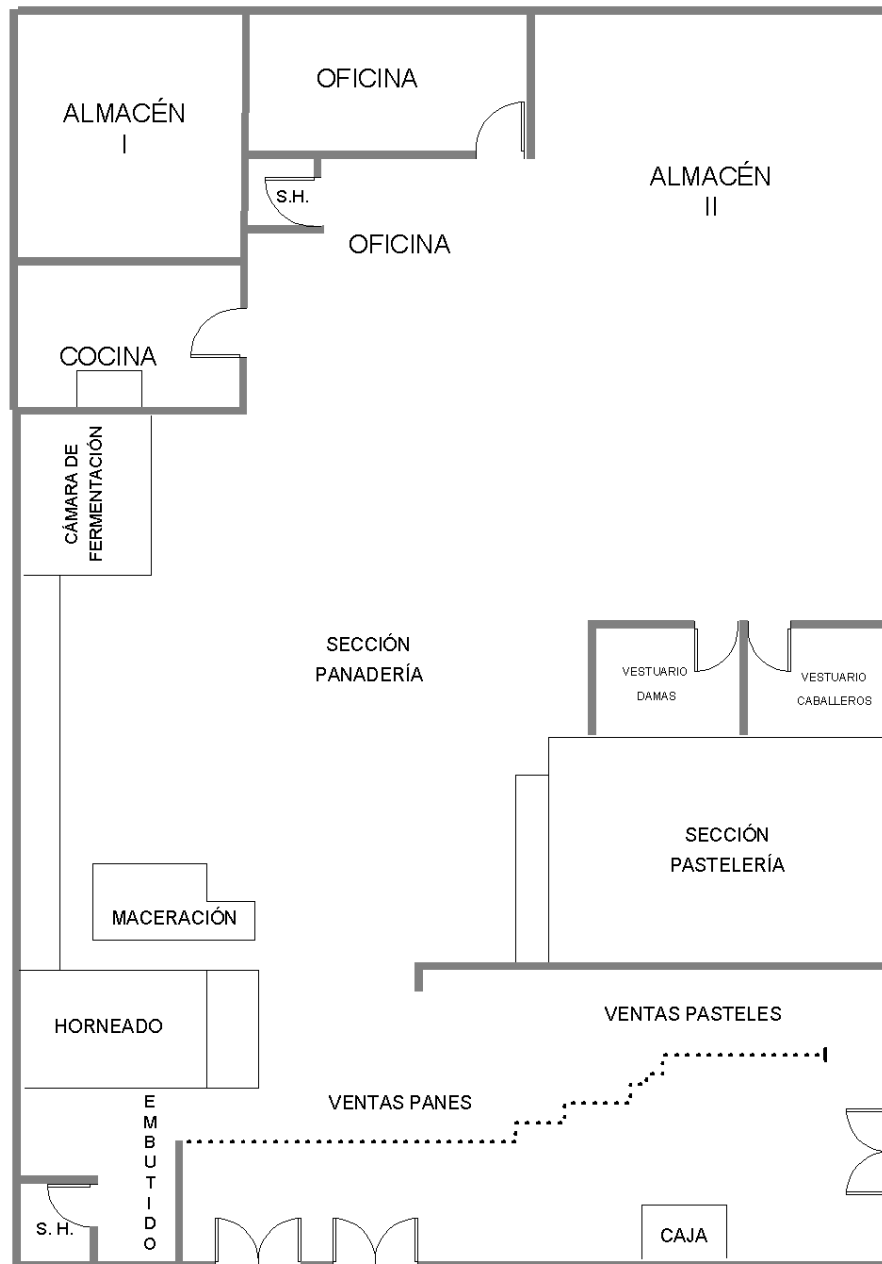 OFICINA
ALMACÉN
I
ALMACÉN
II
S.H.
OFICINA
COCINA
CÁMARA DE
FERMENTACIÓN
SECCIÓN
PANADERÍA
VESTUARIO
DAMAS
VESTUARIO
CABALLEROS
SECCIÓN
PASTELERÍA
MACERACIÓN
HORNEADO
VENTAS PASTELES
VENTAS PANES
EMBUTIDO
S. H.
CAJA